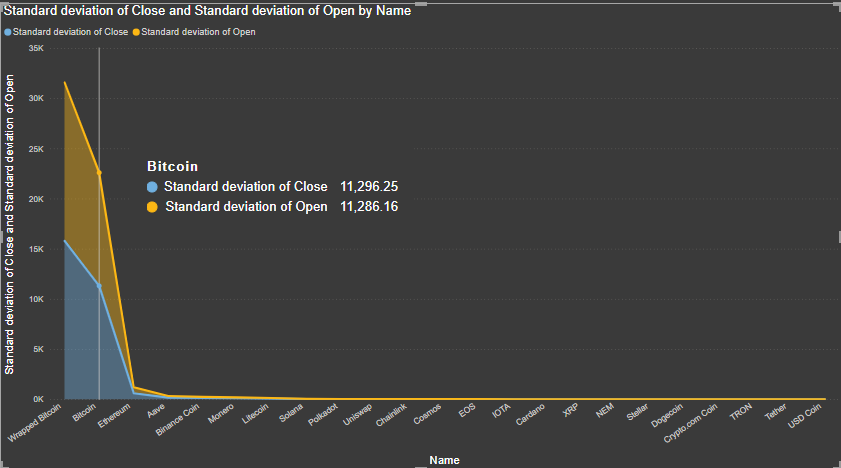 Standard deviation of Close and Standard deviation of Open by Name
Standard deviation of Close Standard deviation of Open
Standard deviation of Close and Standard deviation of Open
35K
30K
25K
20K
15K
10K
5K
0K
Bitcoin
Standard deviation of Close 11,296.25
Standard deviation of Open 11,286.16
Wrapped Bitcoin
Bitcoin
Ethereum
Aave
Binance Coin
Monero
Litecoin
Solana
Polkadot
Uniswap
Chainlink
Cosmos
EOS
IOTA
Cardano
XRP
NEM
Stellar
Dogecoin
Crypto.com Coin
TRON
Tether
USD Coin
Name